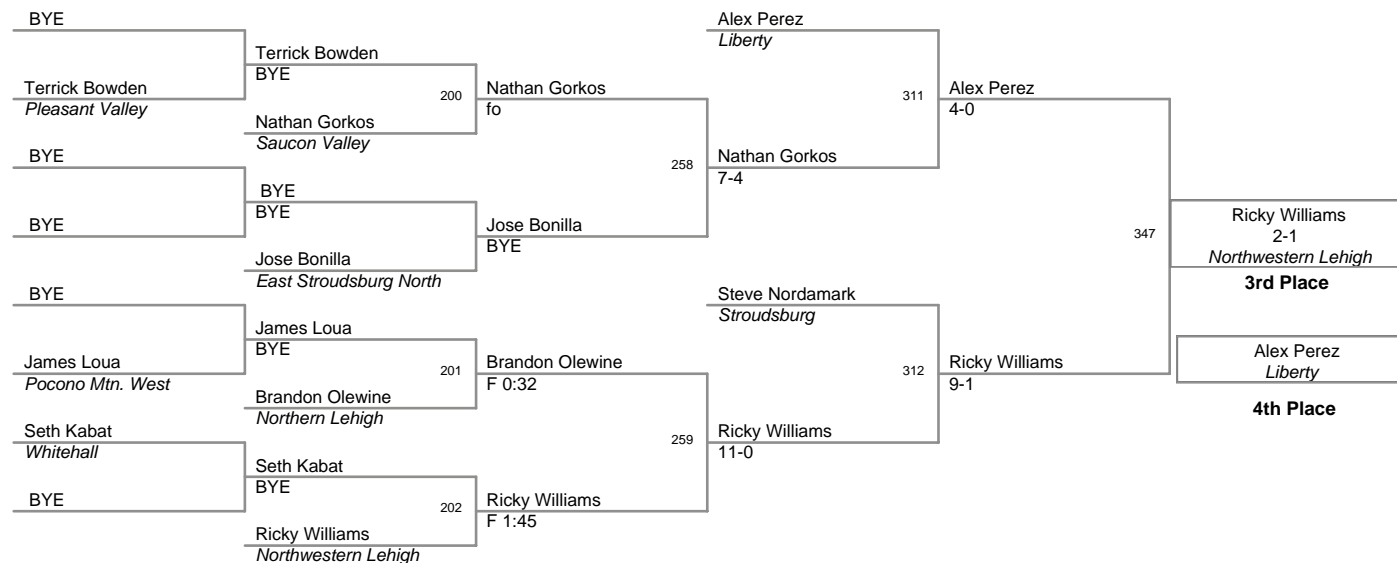 BYE
Terrick Bowden
Pleasant Valley
BYE
BYE
BYE
James Loua
Pocono Mtn. West
Seth Kabat
Whitehall
BYE
Terrick Bowden
BYE
200
Nathan Gorkos
Saucon Valley
BYE
BYE
Jose Bonilla
East Stroudsburg North
James Loua
BYE
201
Brandon Olewine
Northern Lehigh
Seth Kabat
BYE
202
Ricky Williams
Northwestern Lehigh
Nathan Gorkos
fo
258
Jose Bonilla
BYE
Brandon Olewine
F 0:32
259
Ricky Williams
F 1:45
Alex Perez
Liberty
311
Nathan Gorkos
7-4
Steve Nordamark
Stroudsburg
312
Ricky Williams
11-0
Alex Perez
4-0
347
Ricky Williams
9-1
Ricky Williams
2-1
Northwestern Lehigh
3rd Place
Alex Perez
Liberty
4th Place